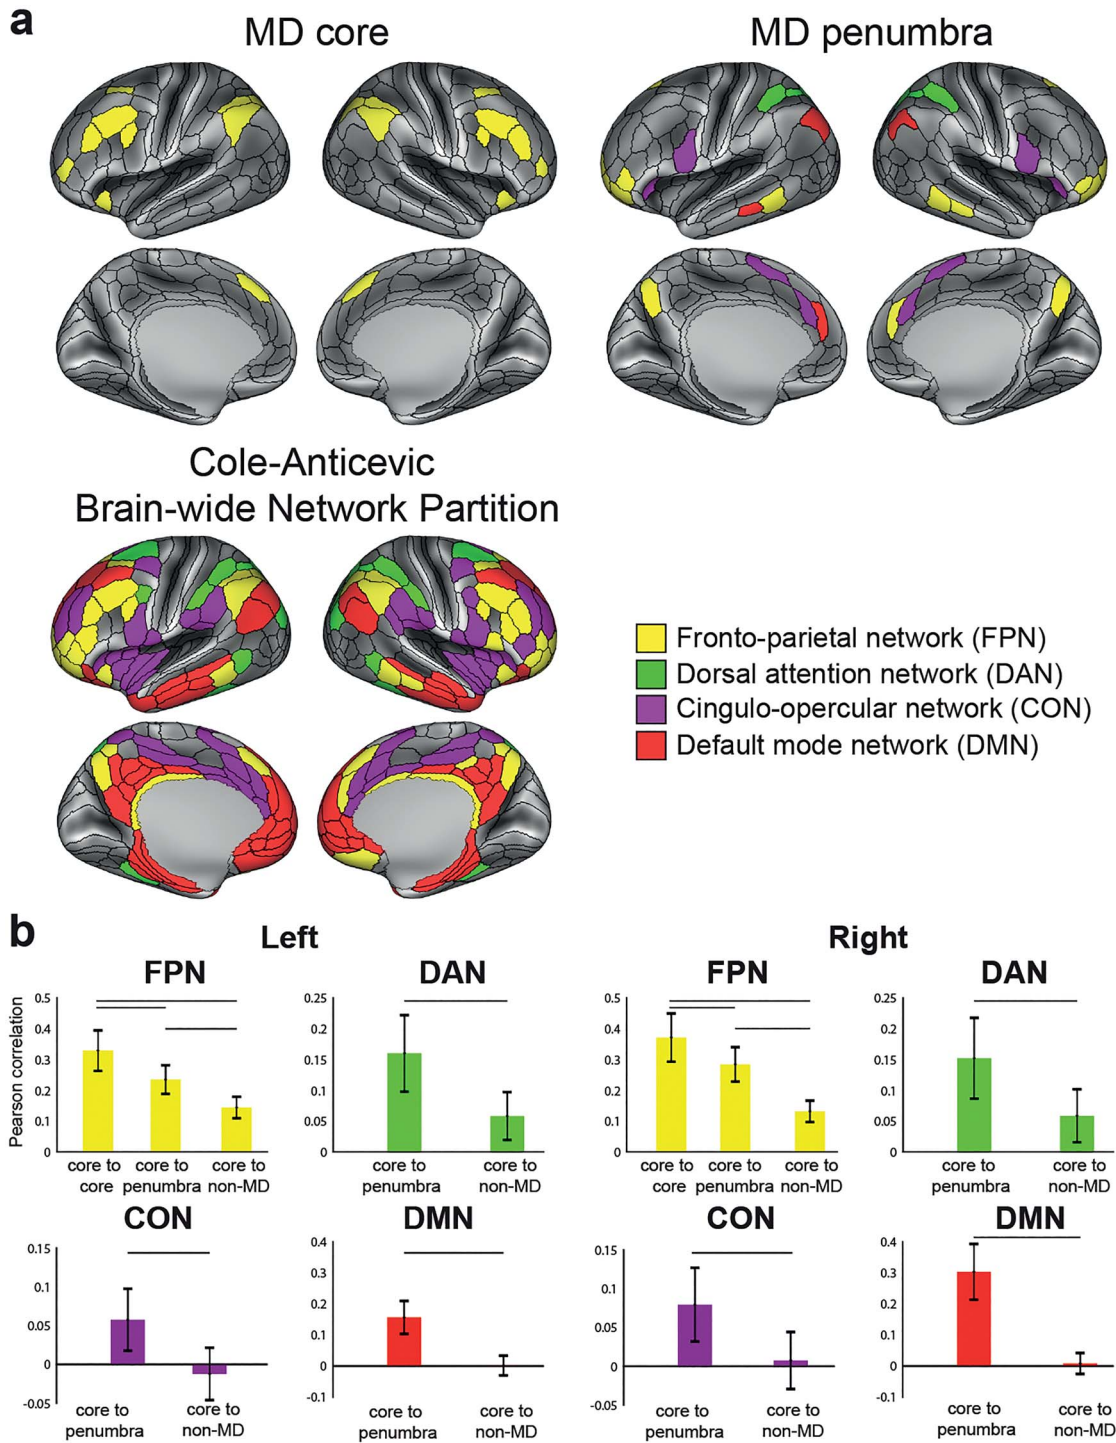 a
MD core
MD penumbra
Cole-Anticevic
Brain-wide Network Partition
Fronto-parietal network (FPN)
Dorsal attention network (DAN)
Cingulo-opercular network (CON)
Default mode network (DMN)
b
Left
Right
FPN
DAN
FPN
DAN
Pearson correlation
0.5
0.4
0.3
0.2
0.1
0
core to
core
core to
penumbra
core to
non-MD
0.25
0.2
0.15
0.1
0.05
0
core to
penumbra
core to
non-MD
0.5
0.4
0.3
0.2
0.1
0
core to
core
core to
penumbra
core to
non-MD
0.25
0.2
0.15
0.1
0.05
0
core to
penumbra
core to
non-MD
CON
DMN
CON
DMN
0.15
0.1
0.05
0
-0.05
core to
penumbra
core to
non-MD
0.4
0.3
0.2
0.1
0
-0.1
core to
penumbra
core to
non-MD
0.15
0.1
0.05
0
-0.05
core to
penumbra
core to
non-MD
0.4
0.3
0.2
0.1
0
-0.1
core to
penumbra
core to
non-MD